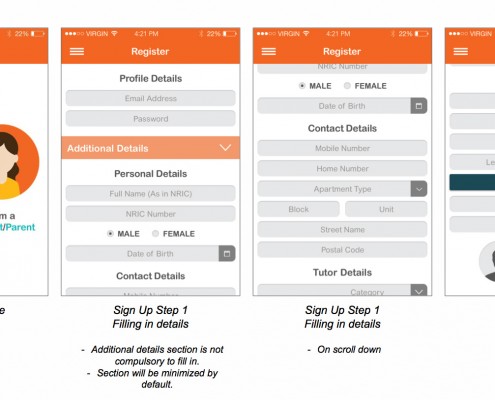 m a
t/Parent
e
VIRGIN 4:21 PM 22%
Register
Profile Details
Email Address
Password
Additional Details
Personal Details
Full Name (As in NRIC)
NRIC Number
MALE FEMALE
Date of Birth
Contact Details
Mobile Number
Sign Up Step 1
Filling in details
- Additional details section is not
compulsory to fill in.
- Section will be minimized by
default.
VIRGIN 4:21 PM 22%
Register
NRIC Number
MALE FEMALE
Date of Birth
Contact Details
Mobile Number
Home Number
Apartment Type
Block Unit
Street Name
Postal Code
Tutor Details
Category
Sign Up Step 1
Filling in details
- On scroll down
22%
VIRGIN
Le